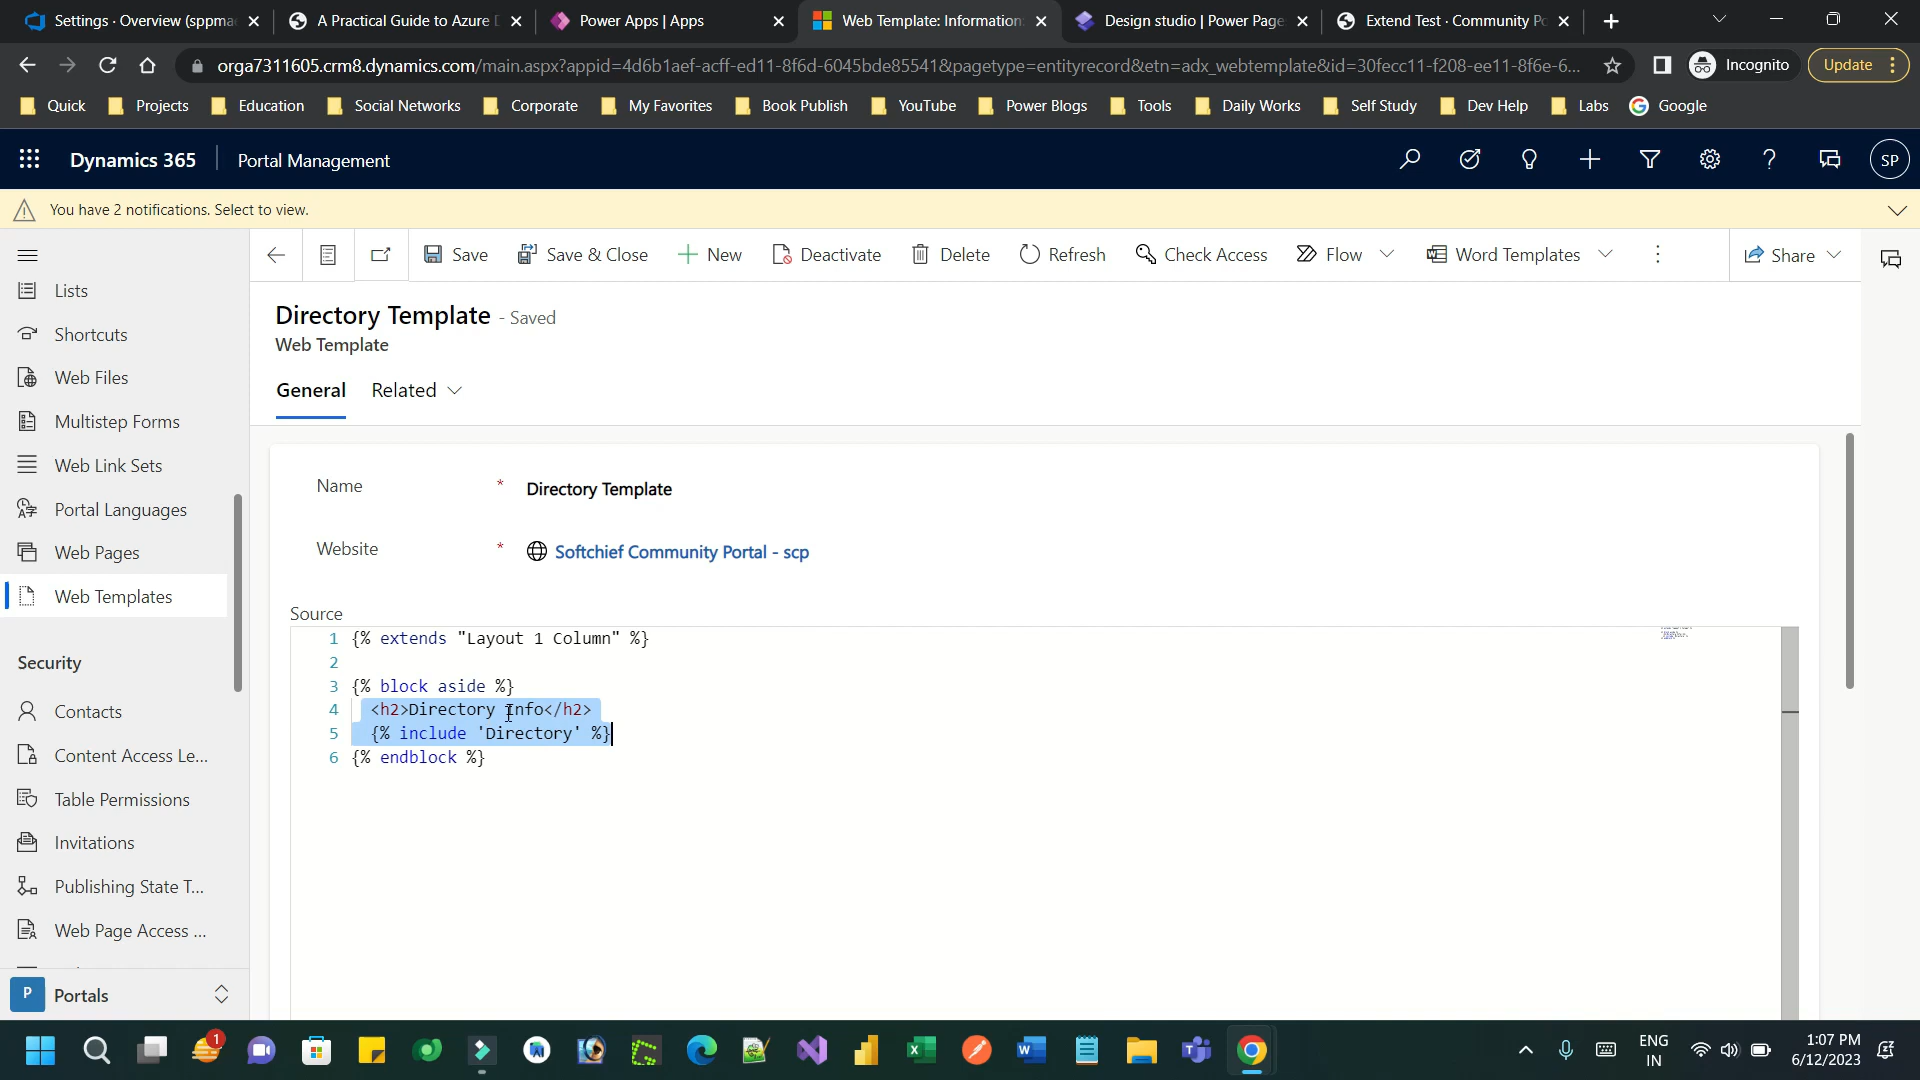 Settings · Overview (sppma
A Practical Guide to Azure D
Power Apps | Apps
Web Template: Information:
Design studio | Power Page
Extend Test · Community Po
orga7311605.crm8.dynamics.com/main.aspx?appid=4d6b1aef-acff-ed11-8f6d-6045bde85541&pagetype=entityrecord&etn=adx_webtemplate&id=30fecc11-f208-ee11-8f6e-6...
Incognito
Update
Quick
Projects
Education
Social Networks
Corporate
My Favorites
Book Publish
YouTube
Power Blogs
Tools
Daily Works
Self Study
Dev Help
Labs
Google
Dynamics 365
Portal Management
SP
You have 2 notifications. Select to view.
Save
Save & Close
New
Deactivate
Delete
Refresh
Check Access
Flow
Word Templates
Share
Lists
Shortcuts
Web Files
Multistep Forms
Web Link Sets
Portal Languages
Web Pages
Web Templates
Security
Contacts
Content Access Le...
Table Permissions
Invitations
Publishing State T...
Web Page Access ...
P Portals
Directory Template - Saved
Web Template
General
Related
Name * Directory Template
Website * Softchief Community Portal - scp
Source
1 {% extends "Layout 1 Column" %}
2
3 {% block aside %}
4 <h2>Directory Info</h2>
5 {% include 'Directory' %}
6 {% endblock %}
1
ENG
IN
1:07 PM
6/12/2023